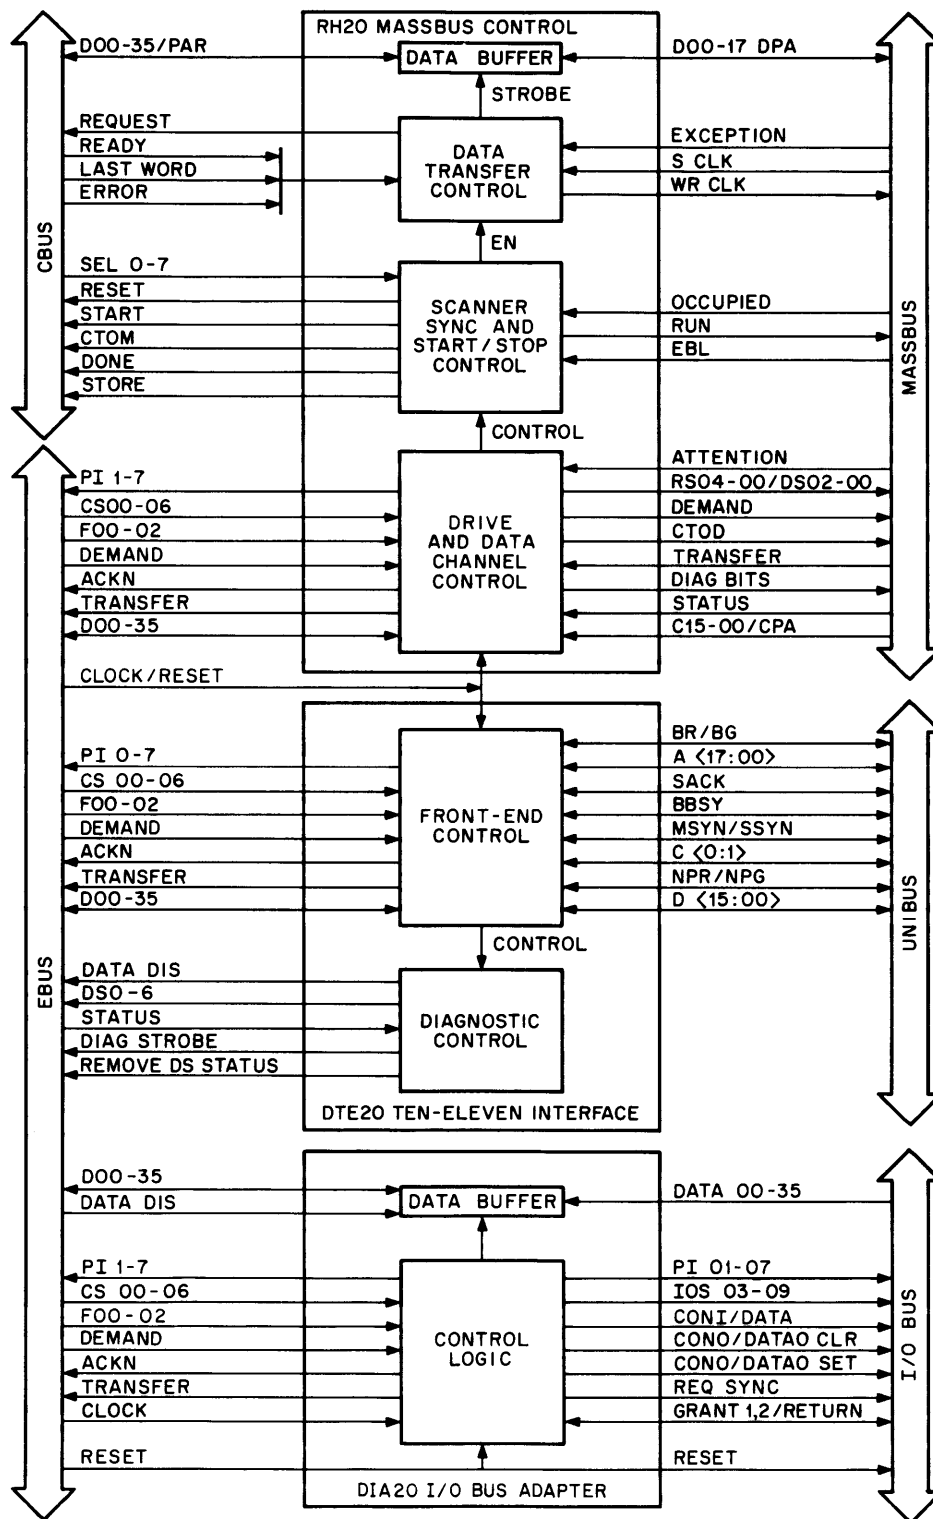 RH20 MASSBUS CONTROL
D00-35/PAR
DATA BUFFER
D00-17 DPA
STROBE
REQUEST
READY
LAST WORD
ERROR
DATA
TRANSFER
CONTROL
EXCEPTION
S CLK
WR CLK
EN
CBUS
MASSBUS
SEL 0-7
RESET
START
CTOM
DONE
STORE
SCANNER
SYNC AND
START/STOP
CONTROL
OCCUPIED
RUN
EBL
CONTROL
PI 1-7
CS00-06
F00-02
DEMAND
ACKN
TRANSFER
D00-35
DRIVE
AND DATA
CHANNEL
CONTROL
ATTENTION
RS04-00/DS02-00
DEMAND
CTOD
TRANSFER
DIAG BITS
STATUS
C15-00/CPA
CLOCK/RESET
PI 0-7
CS 00-06
F00-02
DEMAND
ACKN
TRANSFER
D00-35
FRONT-END
CONTROL
BR/BG
A <17:00>
SACK
BBSY
MSYN/SSYN
C <0:1>
NPR/NPG
D <15:00>
UNIBUS
EBUS
CONTROL
DATA DIS
DS0-6
STATUS
DIAG STROBE
REMOVE DS STATUS
DIAGNOSTIC
CONTROL
DTE20 TEN-ELEVEN INTERFACE
D00-35
DATA DIS
DATA BUFFER
DATA 00-35
PI 1-7
CS 00-06
F00-02
DEMAND
ACKN
TRANSFER
CLOCK
RESET
CONTROL
LOGIC
PI 01-07
IOS 03-09
CONI/DATA
CONO/DATAO CLR
CONO/DATAO SET
REQ SYNC
GRANT 1,2/RETURN
RESET
I/O BUS
DIA20 I/O BUS ADAPTER